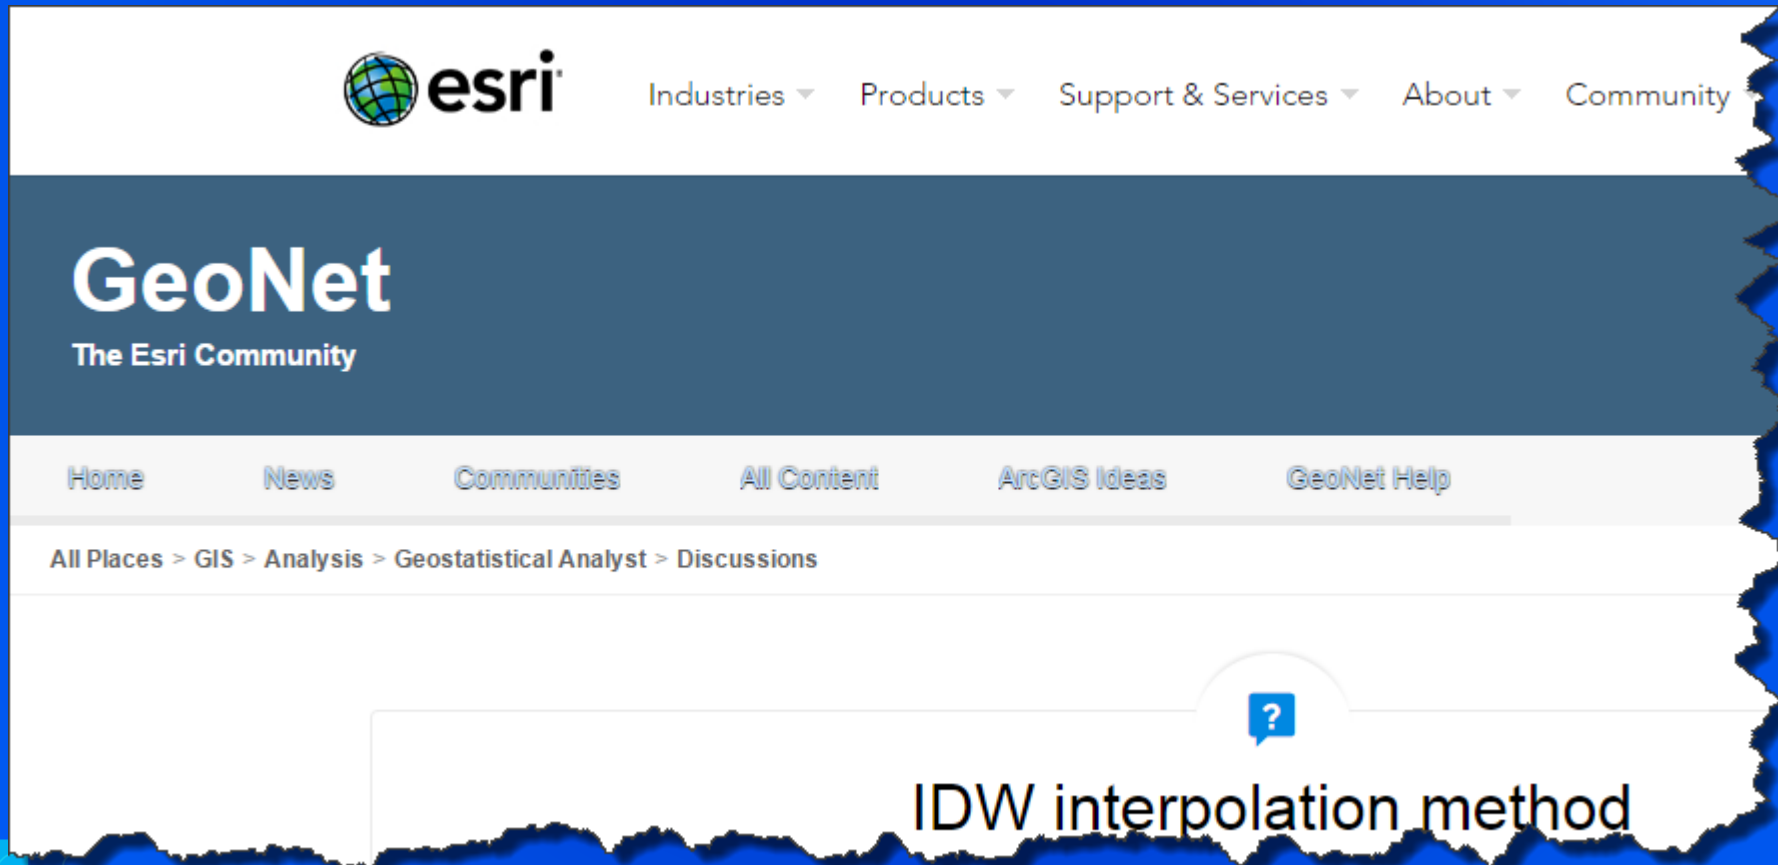 esri
Industries Products Support & Services About Community
GeoNet
The Esri Community
Home News Communities All Content ArcGIS Ideas GeoNet Help
All Places > GIS > Analysis > Geostatistical Analyst > Discussions
?
IDW interpolation method